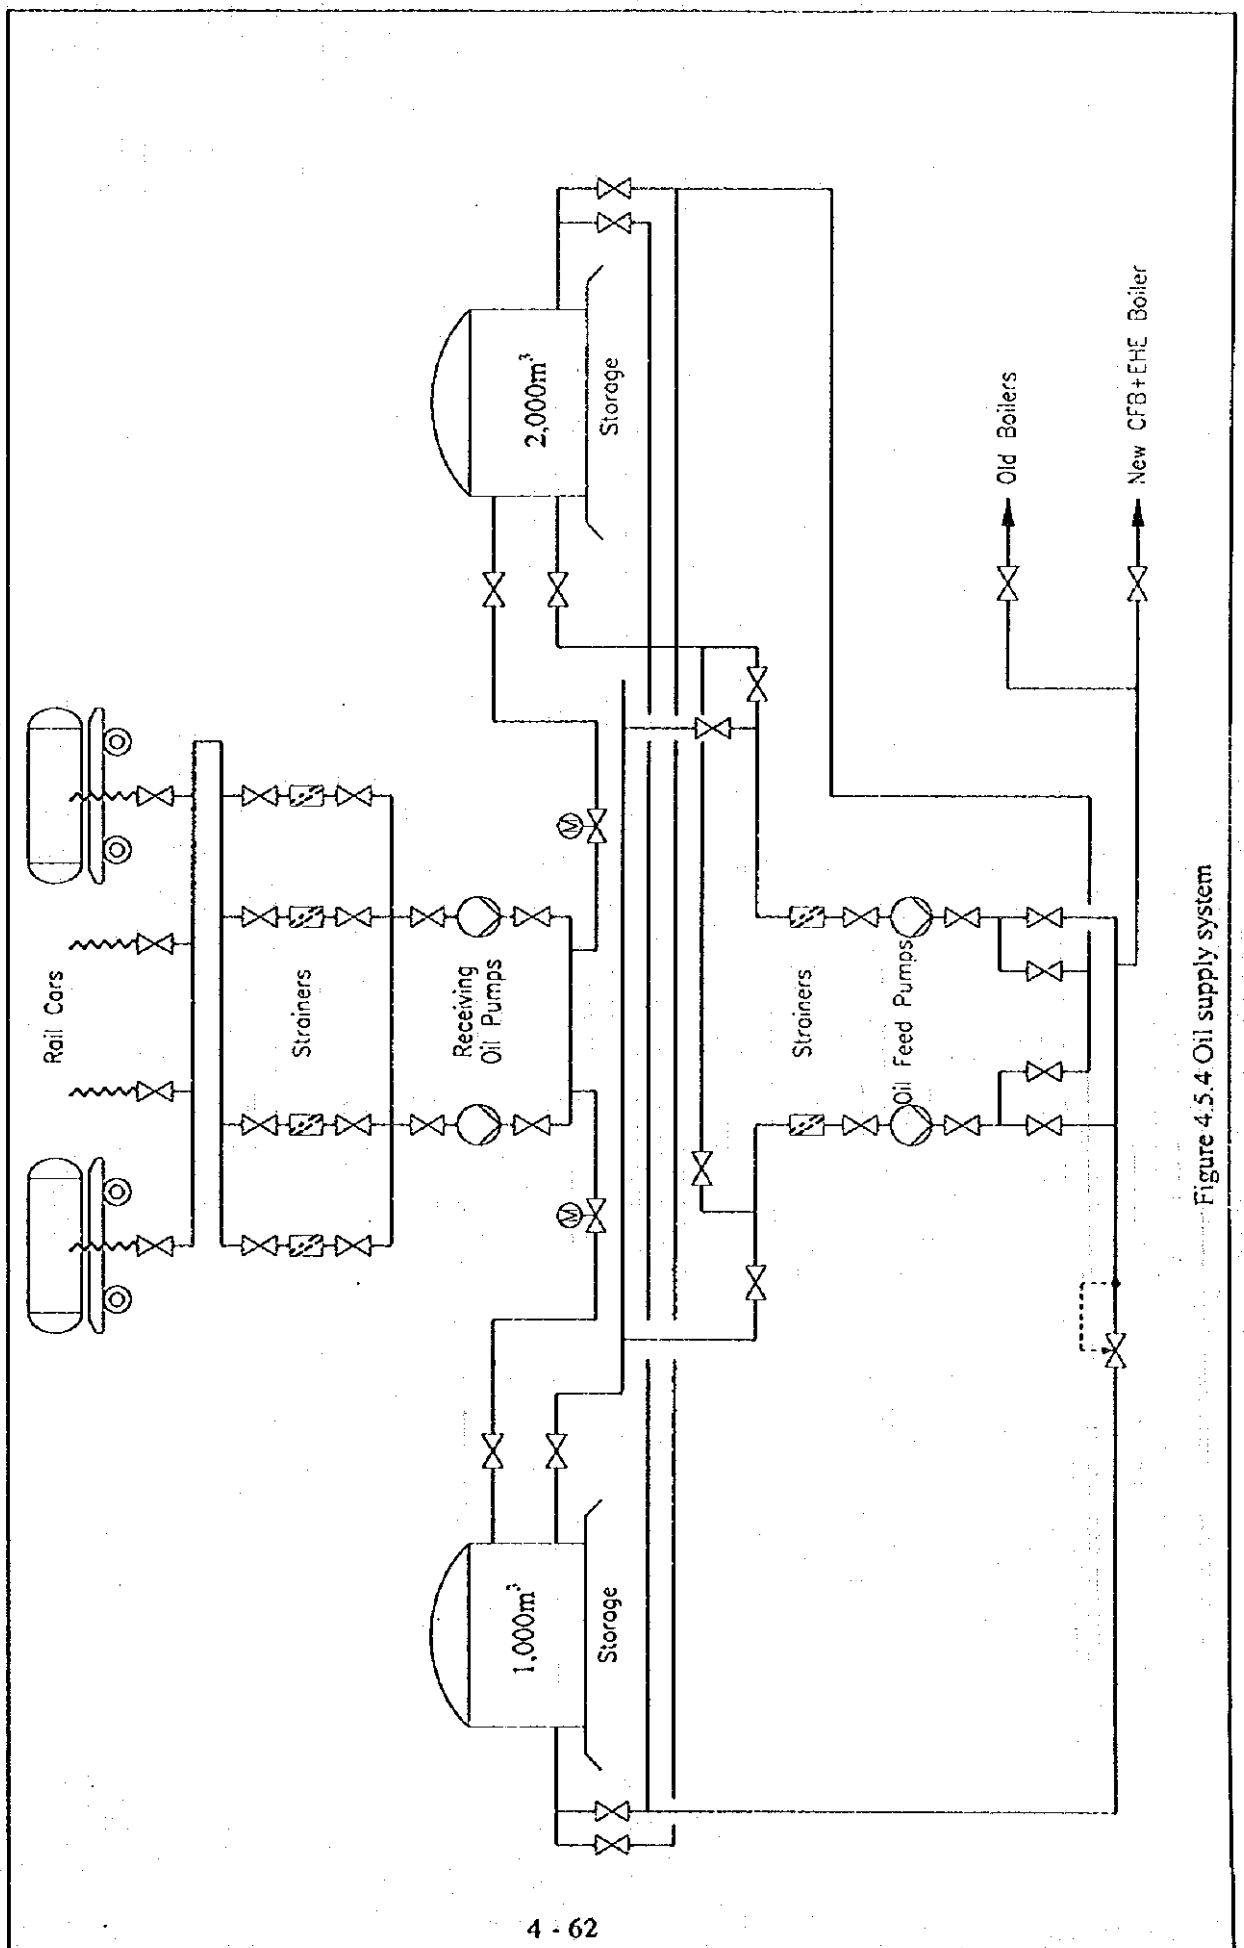 Rail Cars
Strainers
Receiving
Oil Pumps
M
M
1,000m³
Storage
2,000m³
Storage
Strainers
Oil Feed Pumps
Old Boilers
New CFB+EHE Boiler
Figure 4.5.4 Oil supply system
4 - 62